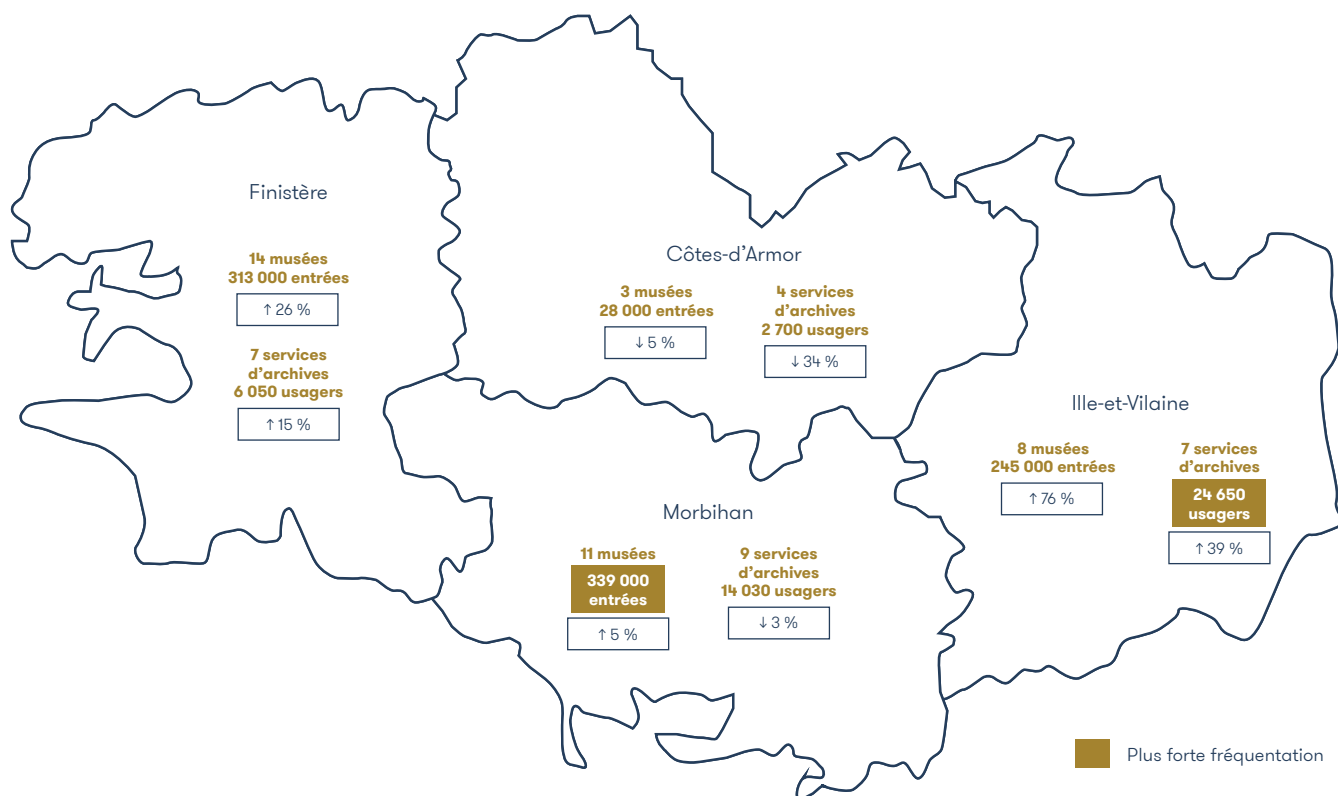 Finistère
14 musées
313 000 entrées
↑ 26 %
7 services
d'archives
6 050 usagers
↑ 15 %
Côtes-d'Armor
3 musées
28 000 entrées
↓ 5 %
4 services
d'archives
2 700 usagers
↓ 34 %
Ille-et-Vilaine
8 musées
245 000 entrées
↑ 76 %
7 services
d'archives
24 650
usagers
↑ 39 %
Morbihan
11 musées
339 000
entrées
↑ 5 %
9 services
d'archives
14 030 usagers
↓ 3 %
Plus forte fréquentation